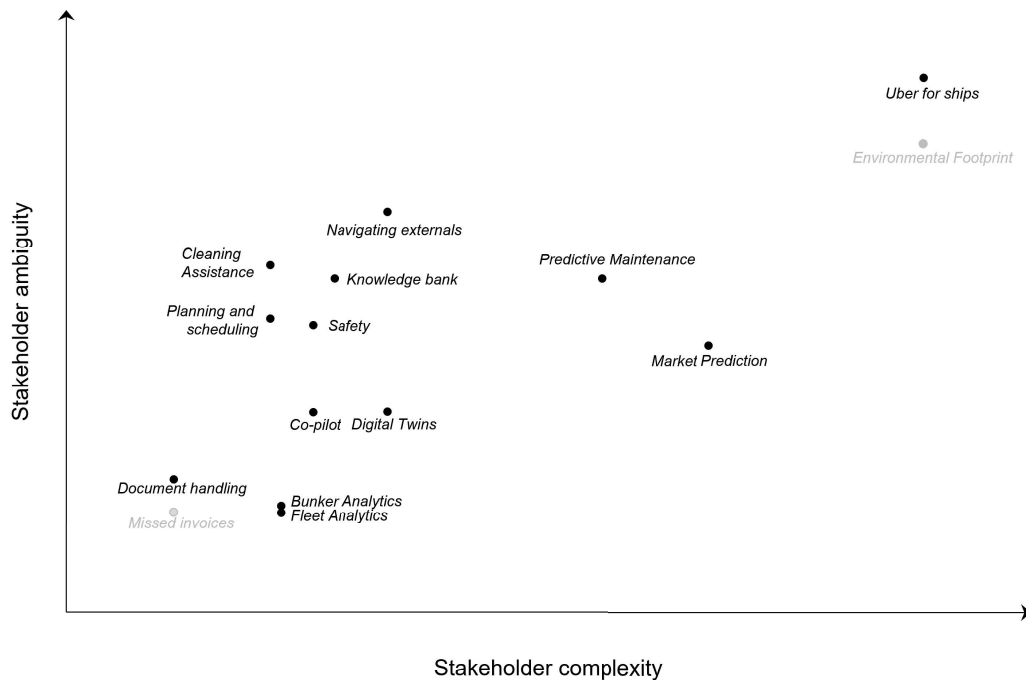 Uber for ships
Environmental Footprint
Navigating externals
Cleaning
Assistance
Knowledge bank
Predictive Maintenance
Planning and
scheduling
Safety
Market Prediction
Co-pilot
Digital Twins
Document handling
Missed invoices
Bunker Analytics
Fleet Analytics
Stakeholder ambiguity
Stakeholder complexity